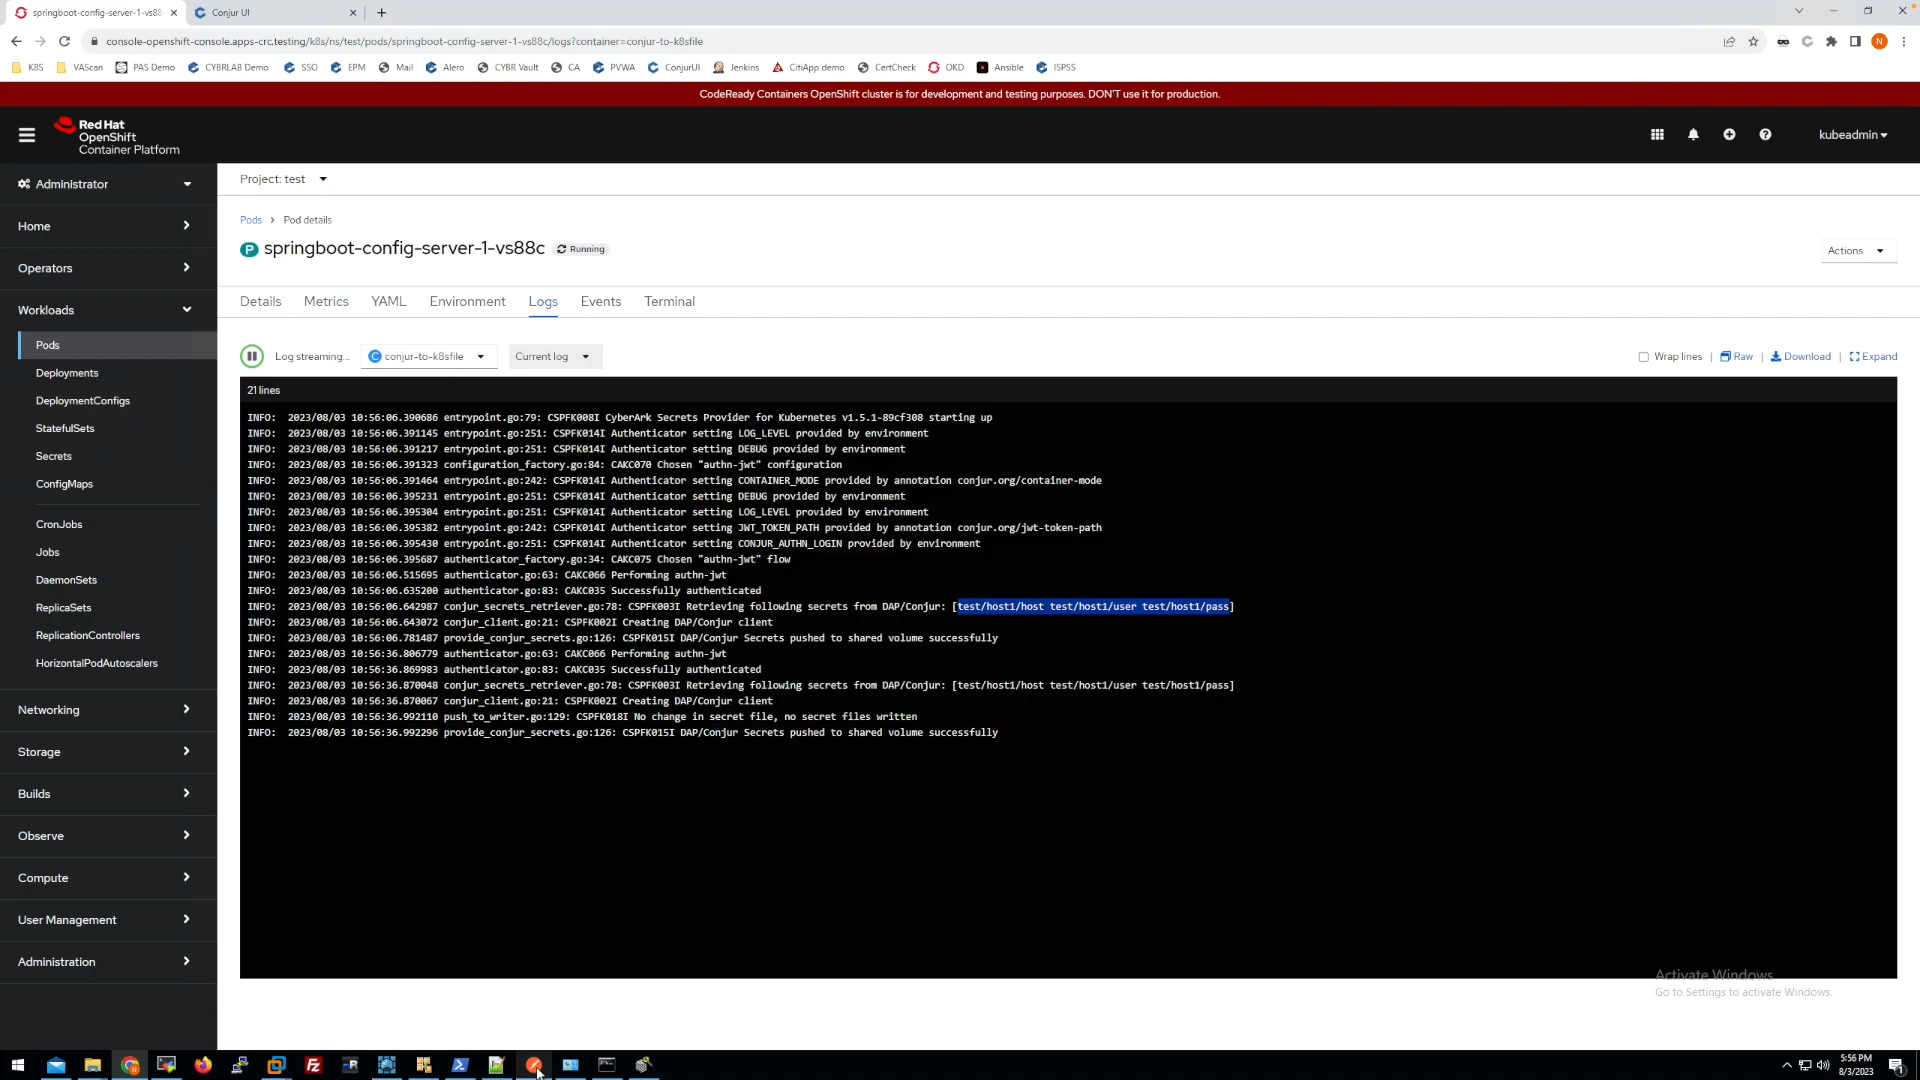 springboot-config-server-1-vs88
Conjur UI
console-openshift-console.apps-crc.testing/k8s/ns/test/pods/springboot-config-server-1-vs88c/logs?container=conjur-to-k8sfile
K8S VAScan PAS Demo CYBRLAB Demo SSO EPM Mail Alero CYBR Vault CA PVWA ConjurUI Jenkins CitiApp demo CertCheck OKD Ansible ISPSS
CodeReady Containers OpenShift cluster is for development and testing purposes. DON'T use it for production.
Red Hat
OpenShift
Container Platform
kubeadmin
Administrator
Home
Operators
Workloads
Pods
Deployments
DeploymentConfigs
StatefulSets
Secrets
ConfigMaps
CronJobs
Jobs
DaemonSets
ReplicaSets
ReplicationControllers
HorizontalPodAutoscalers
Networking
Storage
Builds
Observe
Compute
User Management
Administration
Project: test
Pods > Pod details
P springboot-config-server-1-vs88c Running
Actions
Details Metrics YAML Environment Logs Events Terminal
Log streaming... C conjur-to-k8sfile Current log
Wrap lines | Raw | Download | Expand
21 lines
INFO: 2023/08/03 10:56:06.390686 entrypoint.go:79: CSPFK008I CyberArk Secrets Provider for Kubernetes v1.5.1-89cf308 starting up
INFO: 2023/08/03 10:56:06.391145 entrypoint.go:251: CSPFK014I Authenticator setting LOG_LEVEL provided by environment
INFO: 2023/08/03 10:56:06.391217 entrypoint.go:251: CSPFK014I Authenticator setting DEBUG provided by environment
INFO: 2023/08/03 10:56:06.391323 configuration_factory.go:84: CAKC070 Chosen "authn-jwt" configuration
INFO: 2023/08/03 10:56:06.391464 entrypoint.go:242: CSPFK014I Authenticator setting CONTAINER_MODE provided by annotation conjur.org/container-mode
INFO: 2023/08/03 10:56:06.395231 entrypoint.go:251: CSPFK014I Authenticator setting DEBUG provided by environment
INFO: 2023/08/03 10:56:06.395304 entrypoint.go:251: CSPFK014I Authenticator setting LOG_LEVEL provided by environment
INFO: 2023/08/03 10:56:06.395382 entrypoint.go:242: CSPFK014I Authenticator setting JWT_TOKEN_PATH provided by annotation conjur.org/jwt-token-path
INFO: 2023/08/03 10:56:06.395430 entrypoint.go:251: CSPFK014I Authenticator setting CONJUR_AUTHN_LOGIN provided by environment
INFO: 2023/08/03 10:56:06.395687 authenticator_factory.go:34: CAKC075 Chosen "authn-jwt" flow
INFO: 2023/08/03 10:56:06.515695 authenticator.go:63: CAKC066 Performing authn-jwt
INFO: 2023/08/03 10:56:06.635200 authenticator.go:83: CAKC035 Successfully authenticated
INFO: 2023/08/03 10:56:06.642987 conjur_secrets_retriever.go:78: CSPFK003I Retrieving following secrets from DAP/Conjur: [test/host1/host test/host1/user test/host1/pass]
INFO: 2023/08/03 10:56:06.643072 conjur_client.go:21: CSPFK002I Creating DAP/Conjur client
INFO: 2023/08/03 10:56:06.781487 provide_conjur_secrets.go:126: CSPFK015I DAP/Conjur Secrets pushed to shared volume successfully
INFO: 2023/08/03 10:56:36.806779 authenticator.go:63: CAKC066 Performing authn-jwt
INFO: 2023/08/03 10:56:36.869983 authenticator.go:83: CAKC035 Successfully authenticated
INFO: 2023/08/03 10:56:36.870048 conjur_secrets_retriever.go:78: CSPFK003I Retrieving following secrets from DAP/Conjur: [test/host1/host test/host1/user test/host1/pass]
INFO: 2023/08/03 10:56:36.870067 conjur_client.go:21: CSPFK002I Creating DAP/Conjur client
INFO: 2023/08/03 10:56:36.992110 push_to_writer.go:129: CSPFK018I No change in secret file, no secret files written
INFO: 2023/08/03 10:56:36.992296 provide_conjur_secrets.go:126: CSPFK015I DAP/Conjur Secrets pushed to shared volume successfully
Activate Windows
Go to Settings to activate Windows.
5:56 PM
8/3/2023